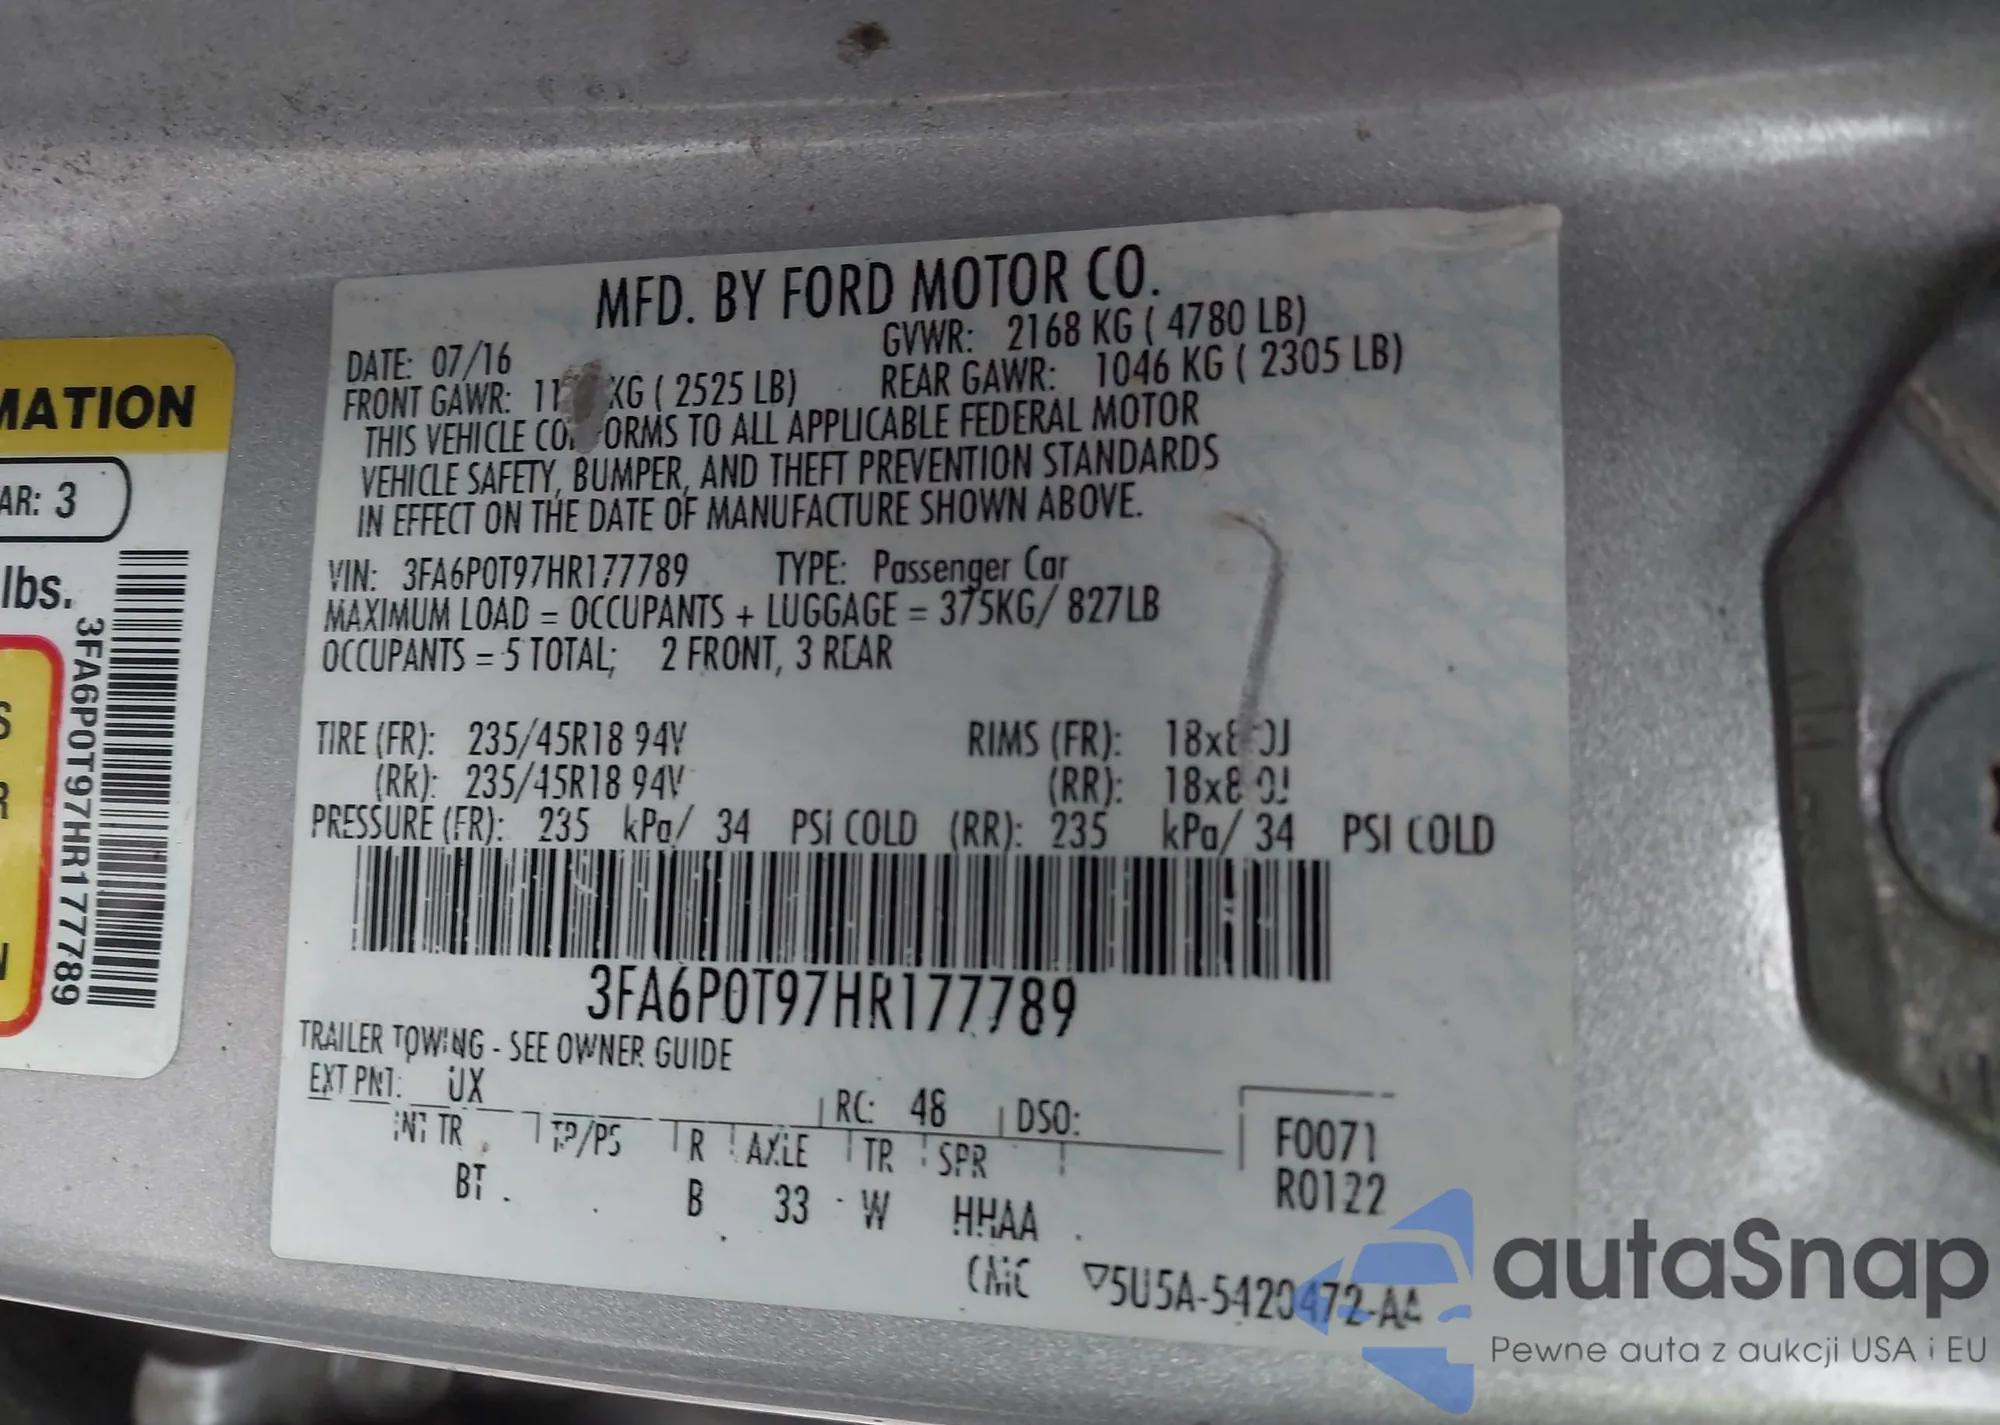 MATION
AR: 3
lbs.
3FA6P0T97HR177789
S
R
N
MFD. BY FORD MOTOR CO.
DATE: 07/16 GVWR: 2168 KG ( 4780 LB)
FRONT GAWR: KG ( 2525 LB) REAR GAWR: 1046 KG ( 2305 LB)
THIS VEHICLE TO ALL APPLICABLE FEDERAL MOTOR
VEHICLE SAFETY, BUMPER, AND THEFT PREVENTION STANDARDS
IN EFFECT ON THE DATE OF MANUFACTURE SHOWN ABOVE.
VIN: 3FA6P0T97HR177789 TYPE: Passenger Car
MAXIMUM LOAD = OCCUPANTS + LUGGAGE = 375KG/ 827LB
OCCUPANTS = 5 TOTAL; 2 FRONT, 3 REAR
TIRE (FR): 235/45R18 94V RIMS (FR):
(RR): 235/45R18 94V (RR):
PRESSURE (FR): 235 kPa/ 34 PSI COLD (RR): 235 kPa/ 34 PSI COLD
3FA6P0T97HR177789
TRAILER TOWING - SEE OWNER GUIDE
EXT PNT: UX RC: 48 DSO:
INT TR TP/PS R AXLE TR SPR F0071
BT B 33 W HHAA R0122
CMC ▽5U5A-5420472-AA
autaSnap
Pewne auta z aukcji USA i EU